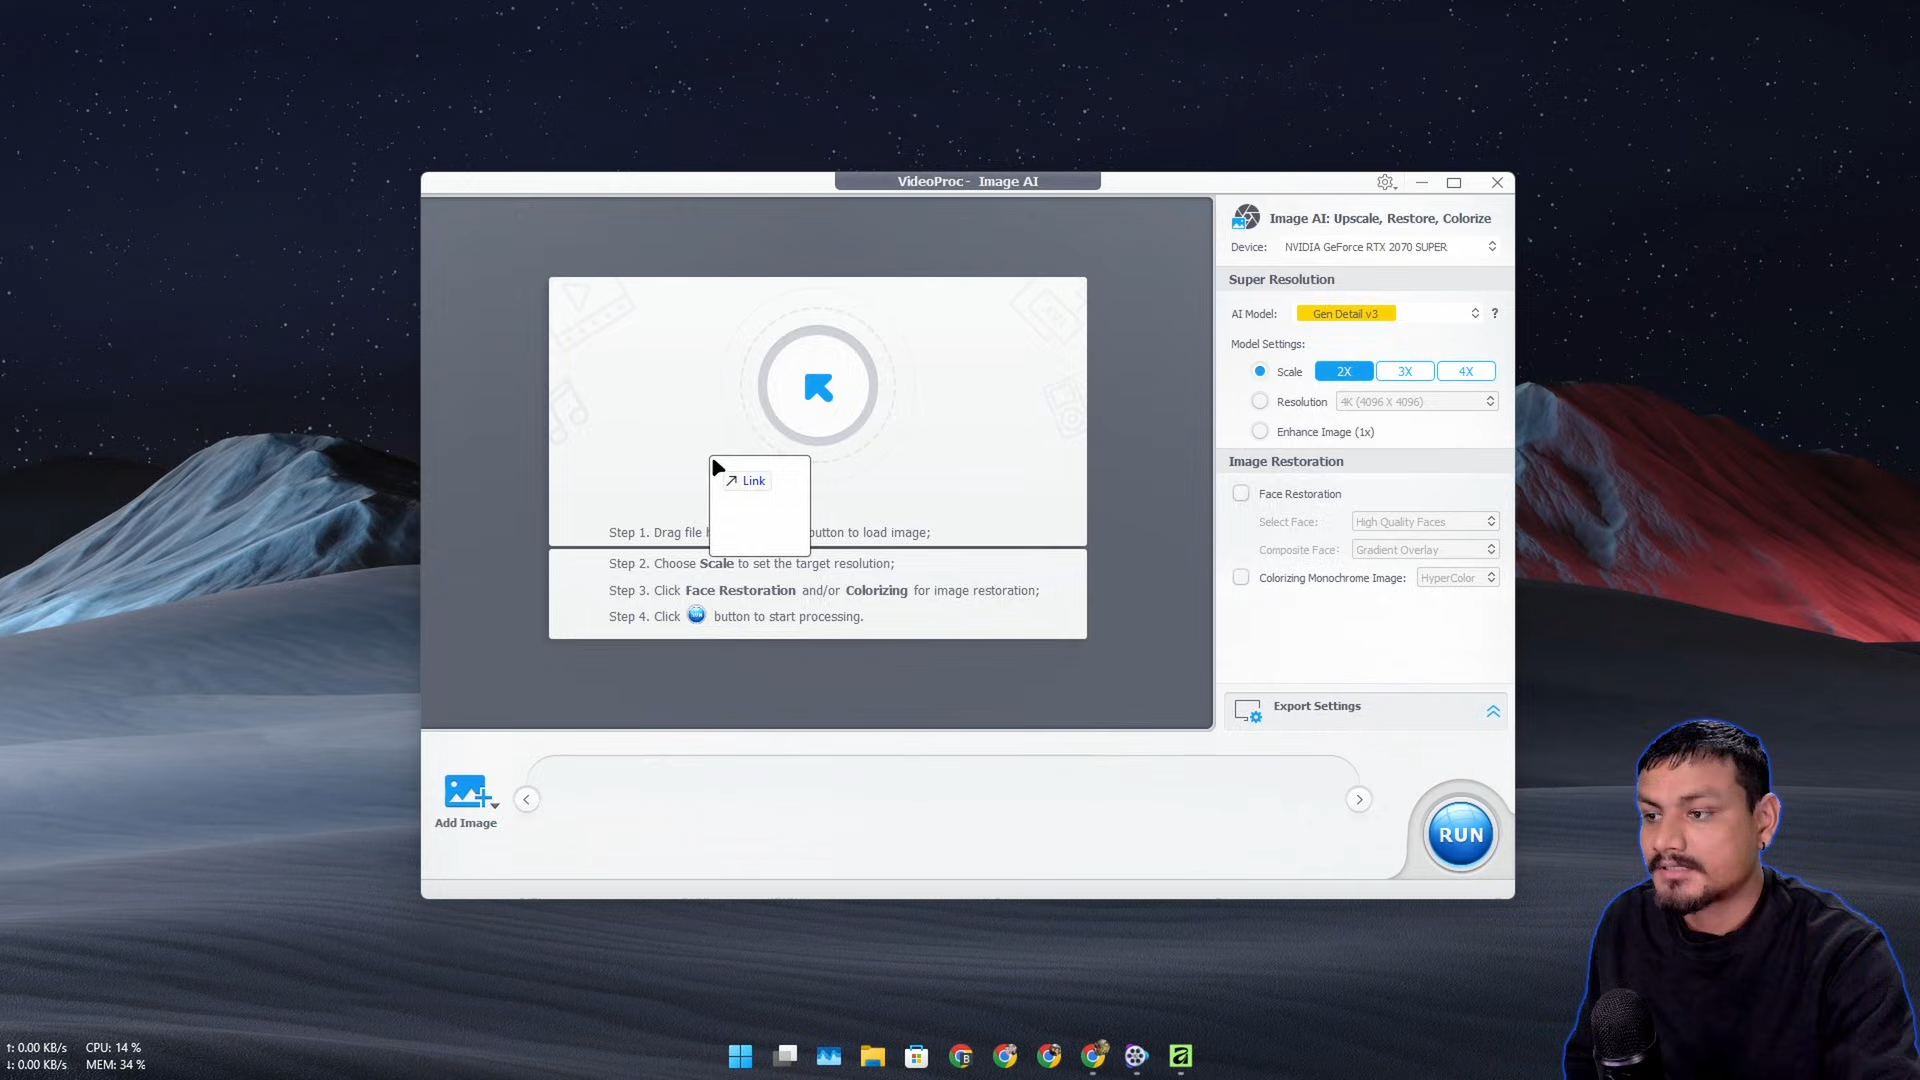 VideoProc - Image AI
Image AI: Upscale, Restore, Colorize
Device: NVIDIA GeForce RTX 2070 SUPER
Super Resolution
AI Model: Gen Detail v3 ?
Model Settings:
Scale 2X 3X 4X
Resolution 4K (4096 X 4096)
Enhance Image (1x)
Image Restoration
Face Restoration
Select Face: High Quality Faces
Composite Face: Gradient Overlay
Colorizing Monochrome Image: HyperColor
Export Settings
Link
Step 1. Drag file button to load image;
Step 2. Choose Scale to set the target resolution;
Step 3. Click Face Restoration and/or Colorizing for image restoration;
Step 4. Click RUN button to start processing.
Add Image
RUN
↑: 0.00 KB/s CPU: 14 %
↓: 0.00 KB/s MEM: 34 %